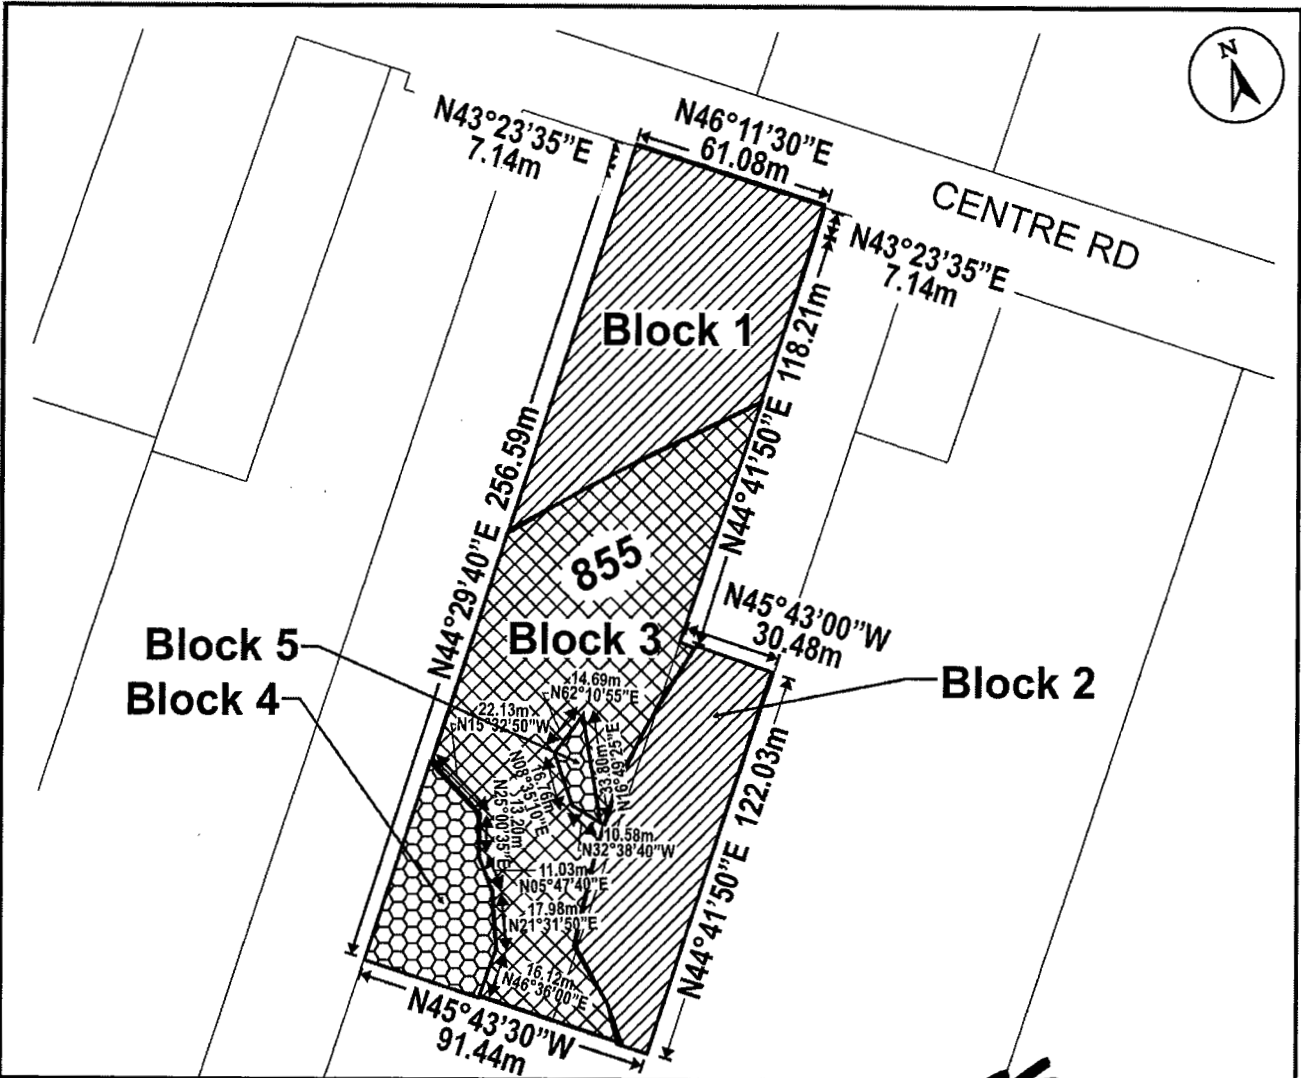 N
N43°23'35"E
7.14m
N46°11'30"E
61.08m
CENTRE RD
N43°23'35"E
7.14m
Block 1
N44°41'50"E 118.21m
N44°29'40"E 256.59m
855
N45°43'00"W
30.48m
Block 5
Block 3
Block 4
Block 2
14.69m
N62°10'55"E
22.13m
N15°32'50"W
33.80m
N16°49'25"E
16.76m
N08°35'10"E
13.20m
N25°00'35"E
10.58m
N32°38'40"W
11.03m
N05°47'40"E
17.98m
N21°31'50"E
16.12m
N46°36'00"E
N44°41'50"E 122.03m
N45°43'30"W
91.44m